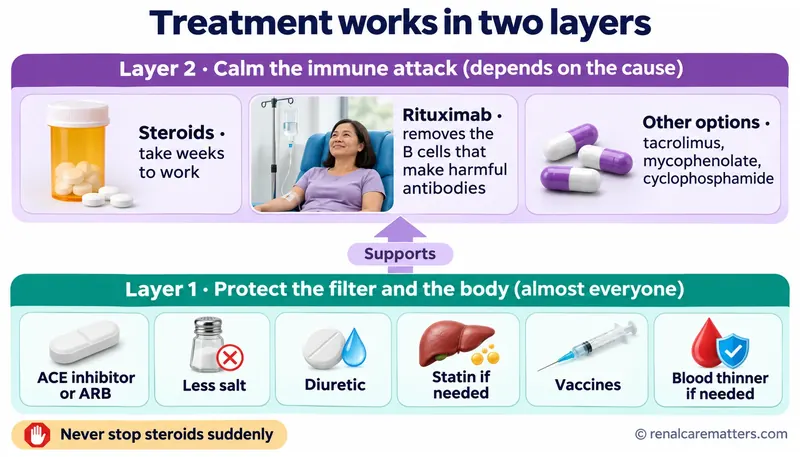 Treatment works in two layers
Layer 2 · Calm the immune attack (depends on the cause)
Steroids ·
take weeks
to work
Rituximab ·
removes the
B cells that
make harmful
antibodies
Other options ·
tacrolimus,
mycophenolate,
cyclophosphamide
Supports
Layer 1 · Protect the filter and the body (almost everyone)
ACE inhibitor
or ARB
Less salt
Diuretic
Statin if
needed
Vaccines
Blood thinner
if needed
Never stop steroids suddenly
© renalcarematters.com